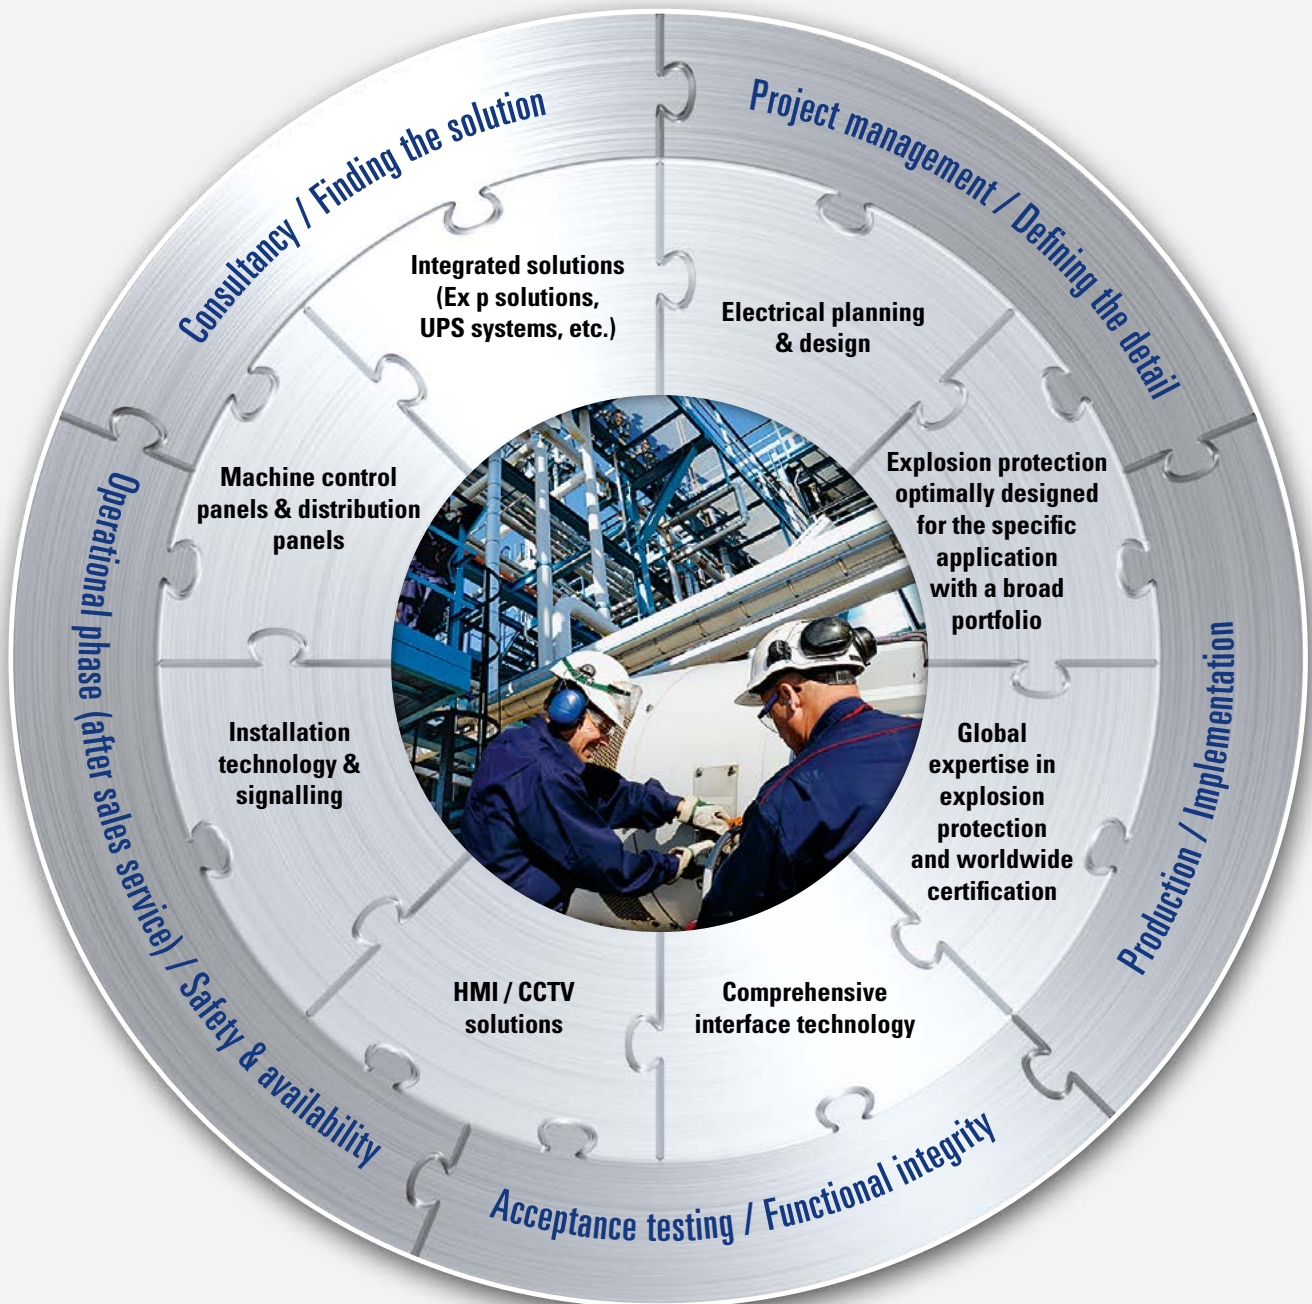 Consultancy / Finding the solution
Project management / Defining the detail
Production / Implementation
Acceptance testing / Functional integrity
Operational phase (after sales service) / Safety & availability
Integrated solutions
(Ex p solutions,
UPS systems, etc.)
Electrical planning
& design
Explosion protection
optimally designed
for the specific
application
with a broad
portfolio
Global
expertise in
explosion
protection
and worldwide
certification
Comprehensive
interface technology
HMI / CCTV
solutions
Installation
technology &
signalling
Machine control
panels & distribution
panels